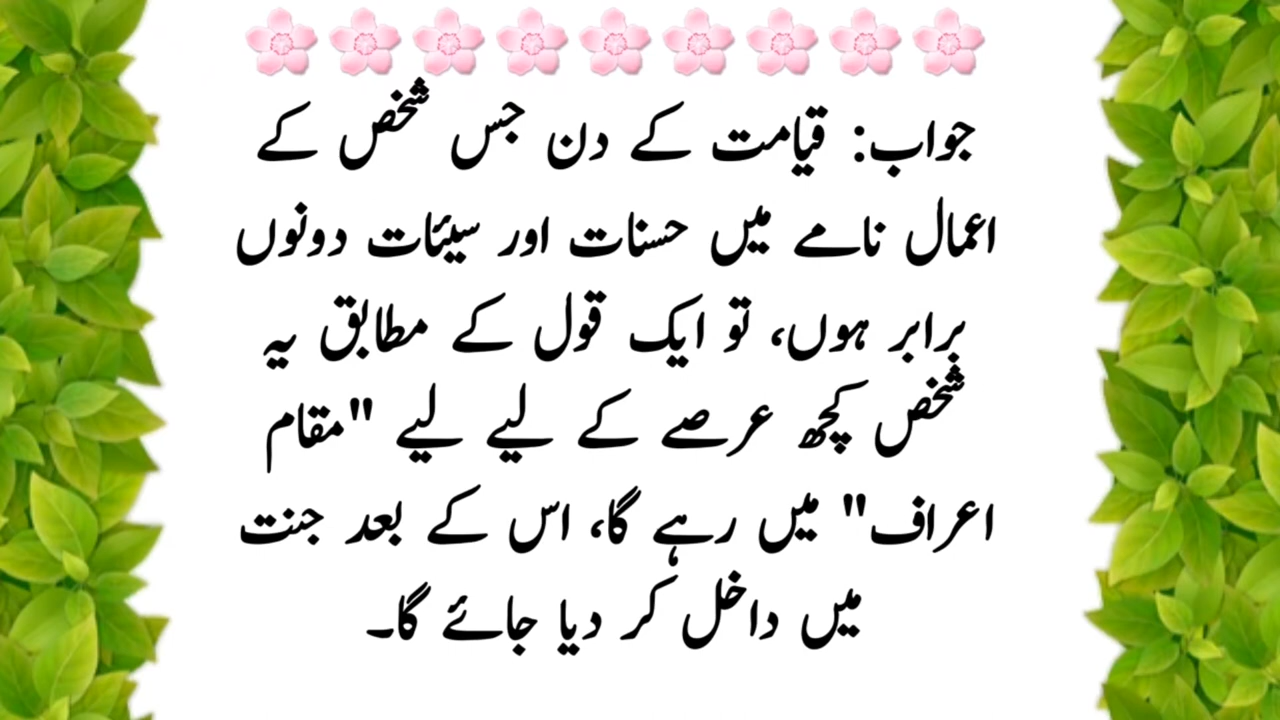 جواب: قیامت کے دن جس شخص کے
اعمال نامے میں حسنات اور سیئات دونوں
برابر ہوں، تو ایک قول کے مطابق یہ
شخص کچھ عرصے کے لیے لیے "مقام
اعراف" میں رہے گا، اس کے بعد جنت
میں داخل کر دیا جائے گا۔